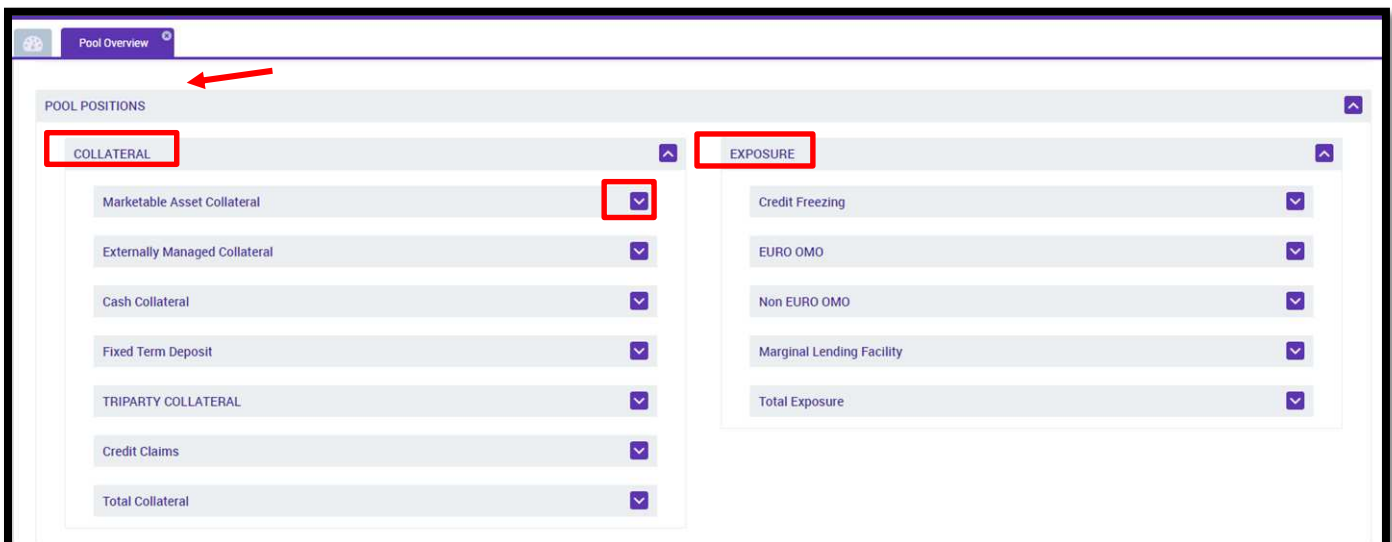 Pool Overview
POOL POSITIONS
COLLATERAL
Marketable Asset Collateral
Externally Managed Collateral
Cash Collateral
Fixed Term Deposit
TRIPARTY COLLATERAL
Credit Claims
Total Collateral
EXPOSURE
Credit Freezing
EURO OMO
Non EURO OMO
Marginal Lending Facility
Total Exposure